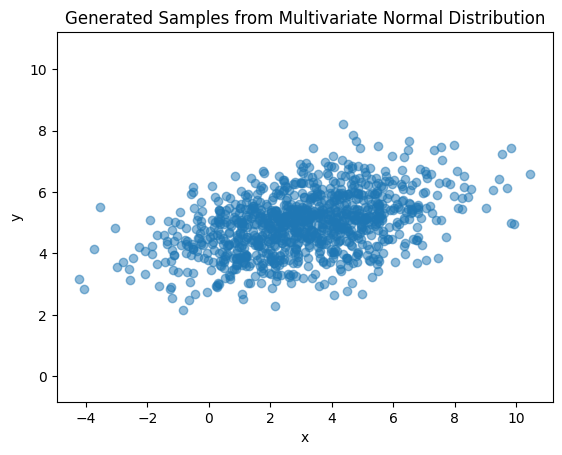 Generated Samples from Multivariate Normal Distribution
10
8
6
4
2
0
y
−4 −2 0 2 4 6 8 10
x